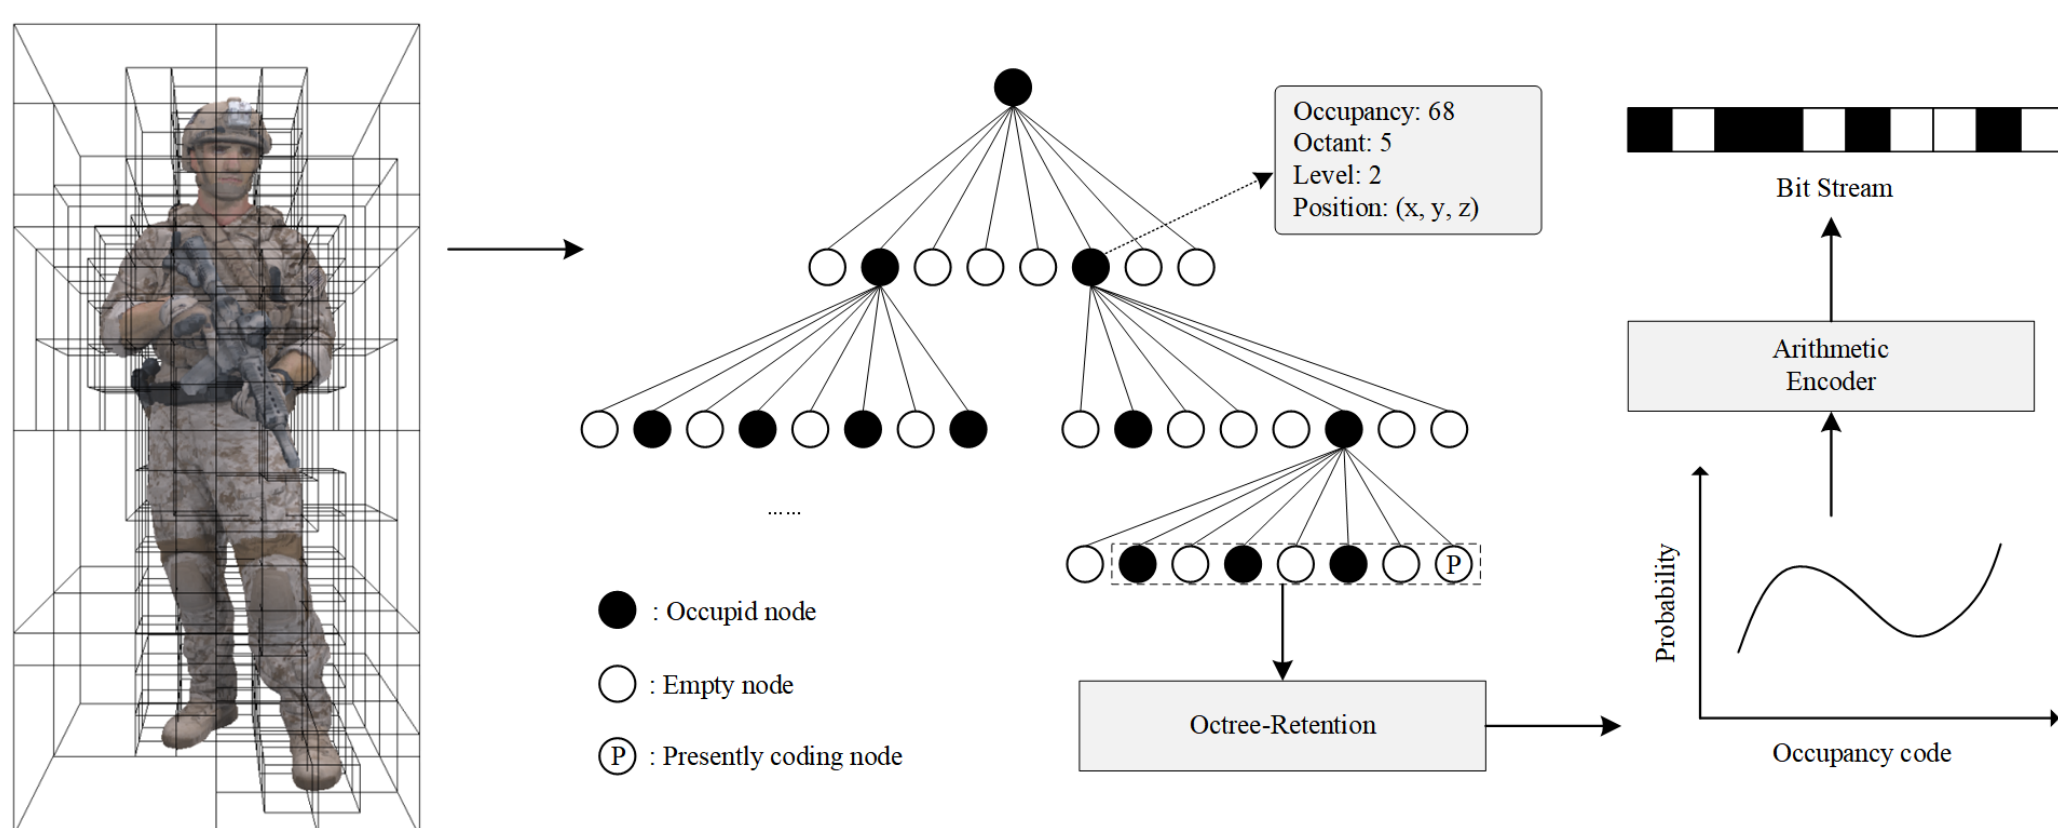 Occupancy: 68
Octant: 5
Level: 2
Position: (x, y, z)
Bit Stream
Arithmetic
Encoder
......
P
: Occupid node
: Empty node
P : Presently coding node
Octree-Retention
Probability
Occupancy code